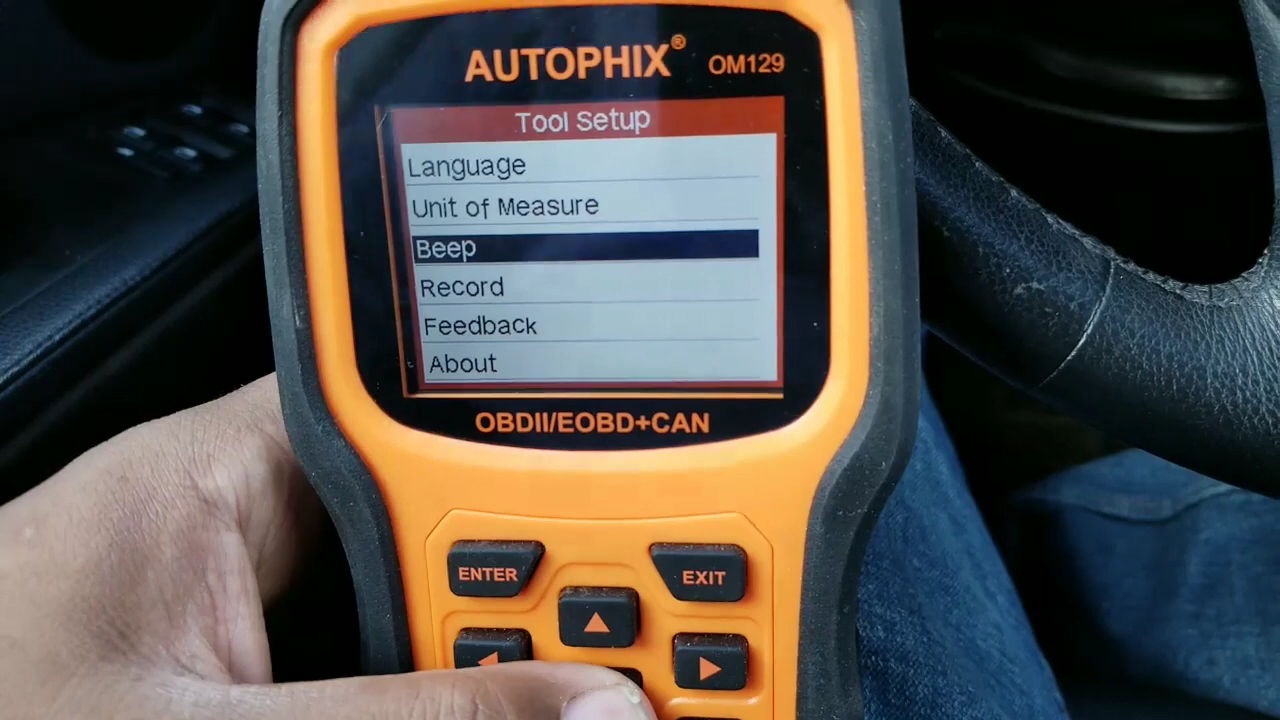 AUTOPHIX® OM129
Tool Setup
Language
Unit of Measure
Beep
Record
Feedback
About
OBDII/EOBD+CAN
ENTER
EXIT